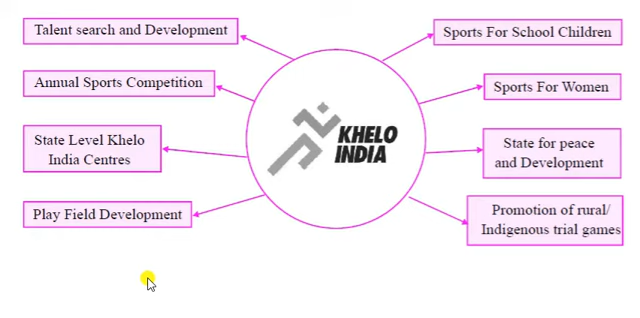 Talent search and Development
Annual Sports Competition
State Level Khelo
India Centres
Play Field Development
KHELO
INDIA
Sports For School Children
Sports For Women
State for peace
and Development
Promotion of rural/
Indigenous trial games